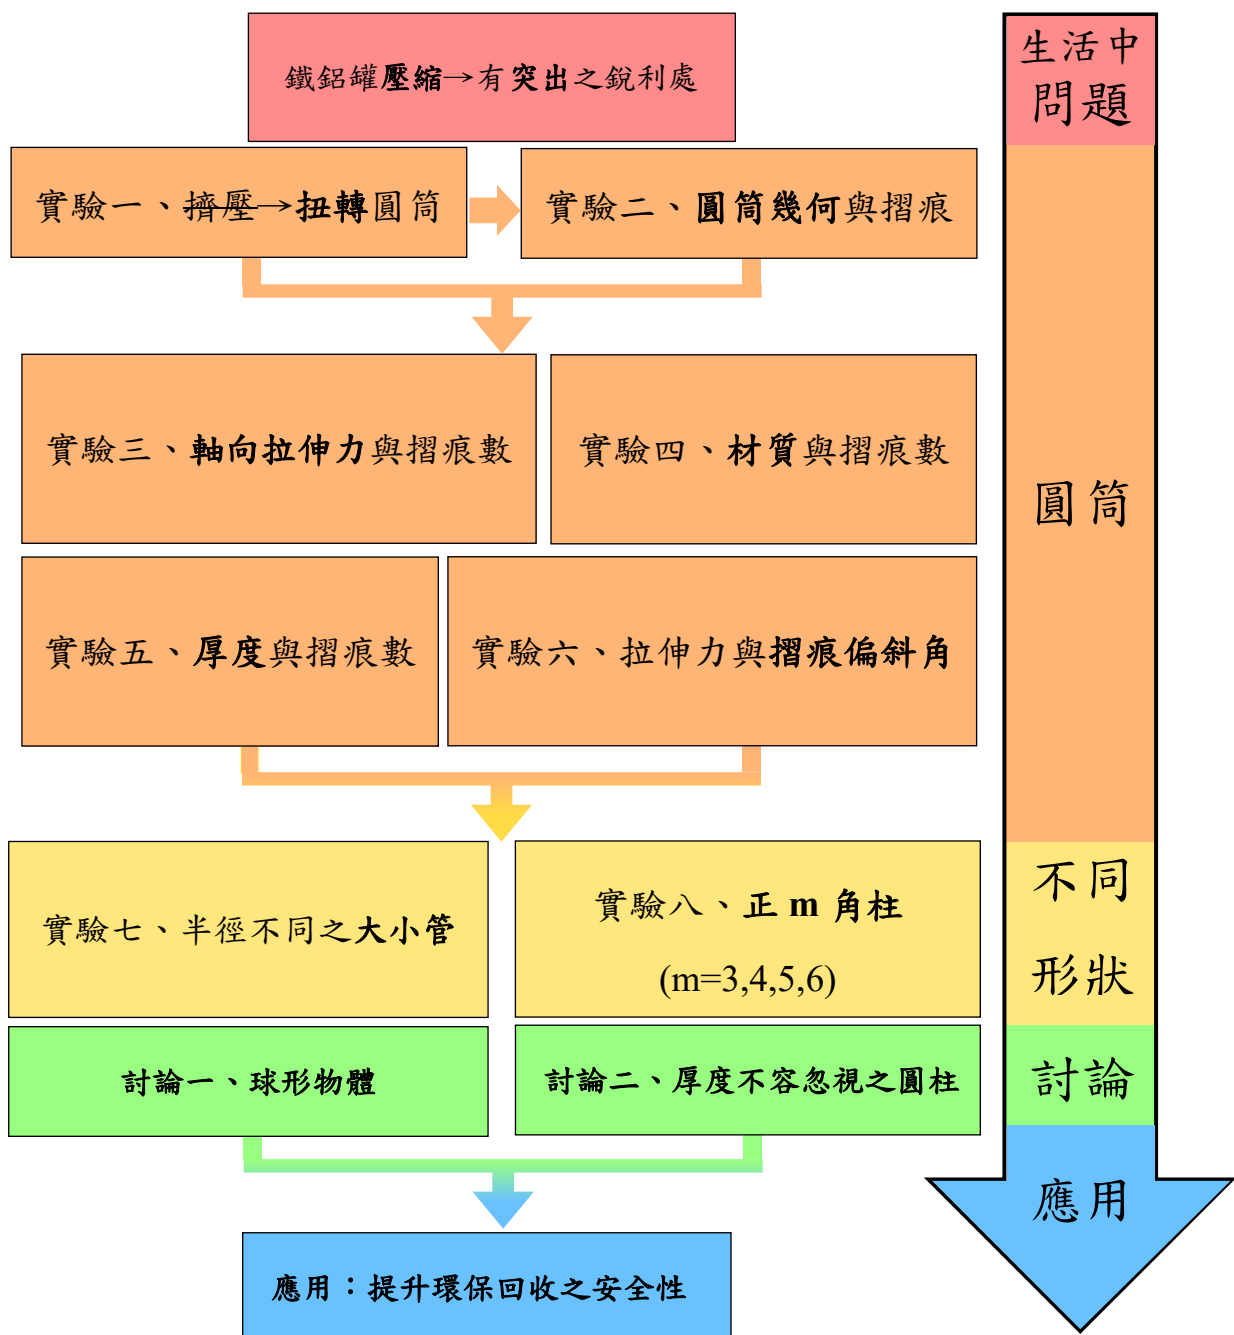 鐵鋁罐壓縮→有突出之銳利處
生活中
問題
實驗一、擠壓→扭轉圓筒
實驗二、圓筒幾何與摺痕
實驗三、軸向拉伸力與摺痕數
實驗四、材質與摺痕數
圓筒
實驗五、厚度與摺痕數
實驗六、拉伸力與摺痕偏斜角
實驗七、半徑不同之大小管
實驗八、正 m 角柱
(m=3,4,5,6)
不同
形狀
討論一、球形物體
討論二、厚度不容忽視之圓柱
討論
應用
應用：提升環保回收之安全性